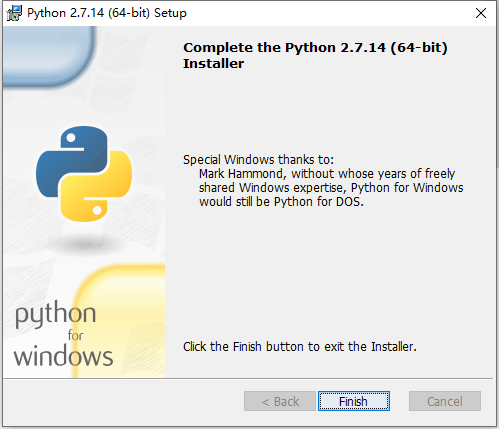 Python 2.7.14 (64-bit) Setup
Complete the Python 2.7.14 (64-bit)
Installer
Special Windows thanks to:
Mark Hammond, without whose years of freely
shared Windows expertise, Python for Windows
would still be Python for DOS.
python
for
windows
Click the Finish button to exit the Installer.
< Back
Finish
Cancel